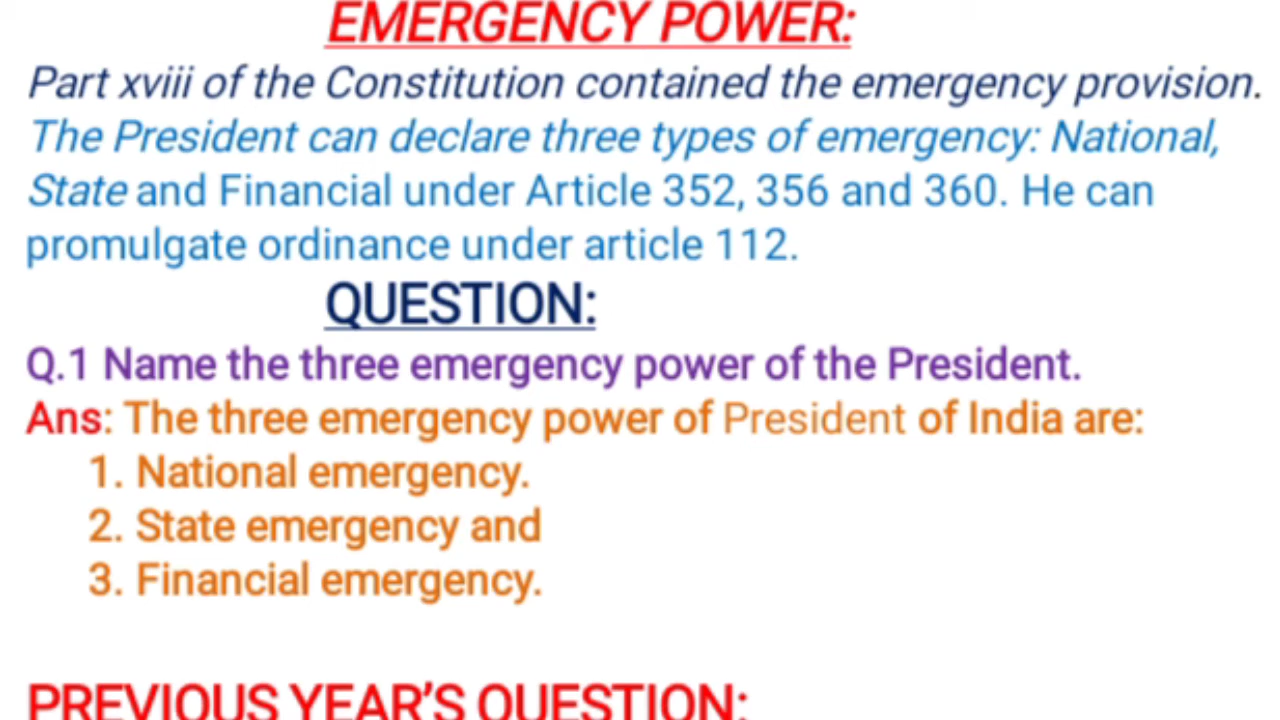 EMERGENCY POWER:
Part xviii of the Constitution contained the emergency provision.
The President can declare three types of emergency: National,
State and Financial under Article 352, 356 and 360. He can
promulgate ordinance under article 112.
QUESTION:
Q.1 Name the three emergency power of the President.
Ans: The three emergency power of President of India are:
1. National emergency.
2. State emergency and
3. Financial emergency.
PREVIOUS YEAR'S QUESTION: